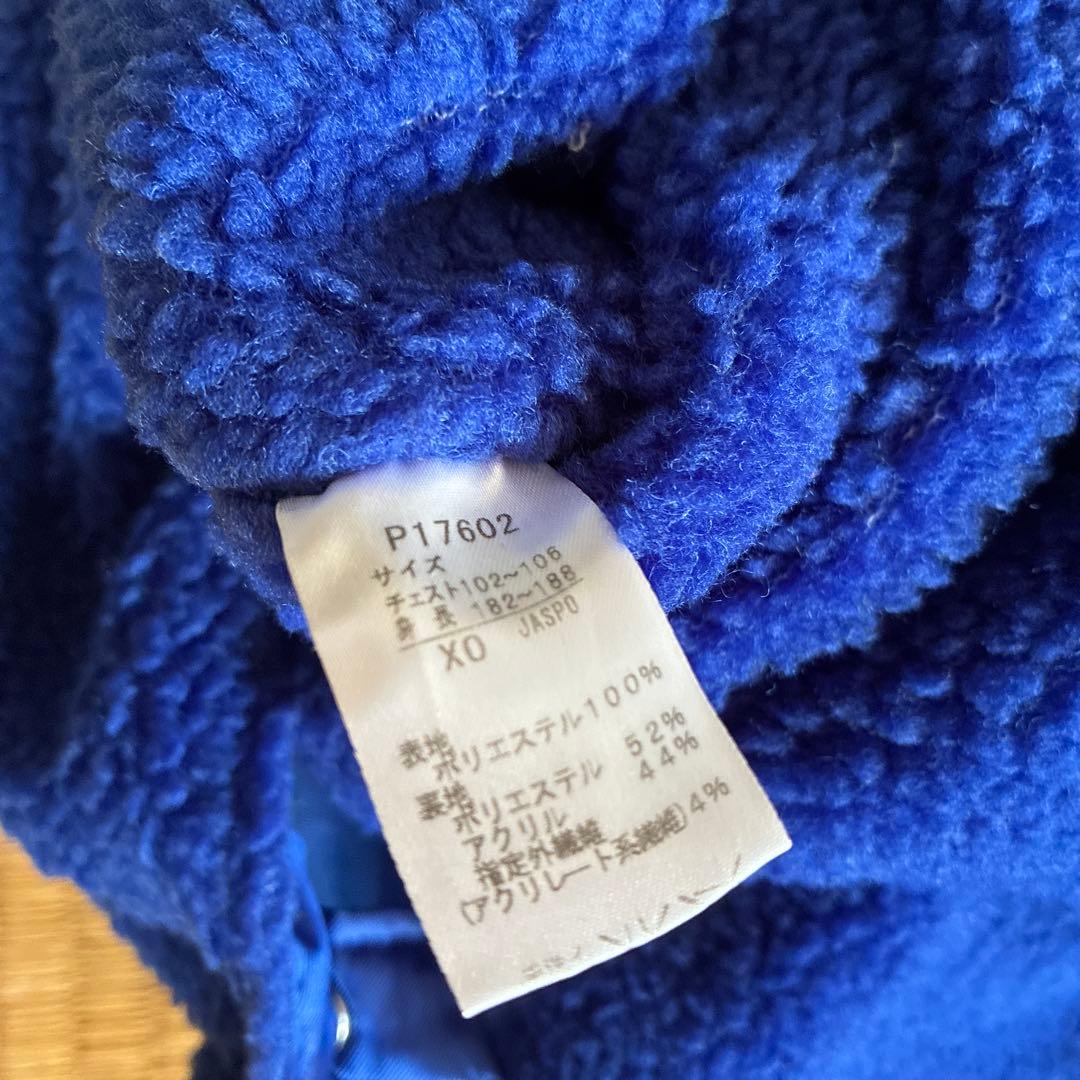 P17602
サイズ
チェスト102～106
身 長 182～188
XO JASPO
表地
ポリエステル100%
裏地
ポリエステル 52%
アクリル 44%
指定外繊維
(アクリレート系繊維)4%